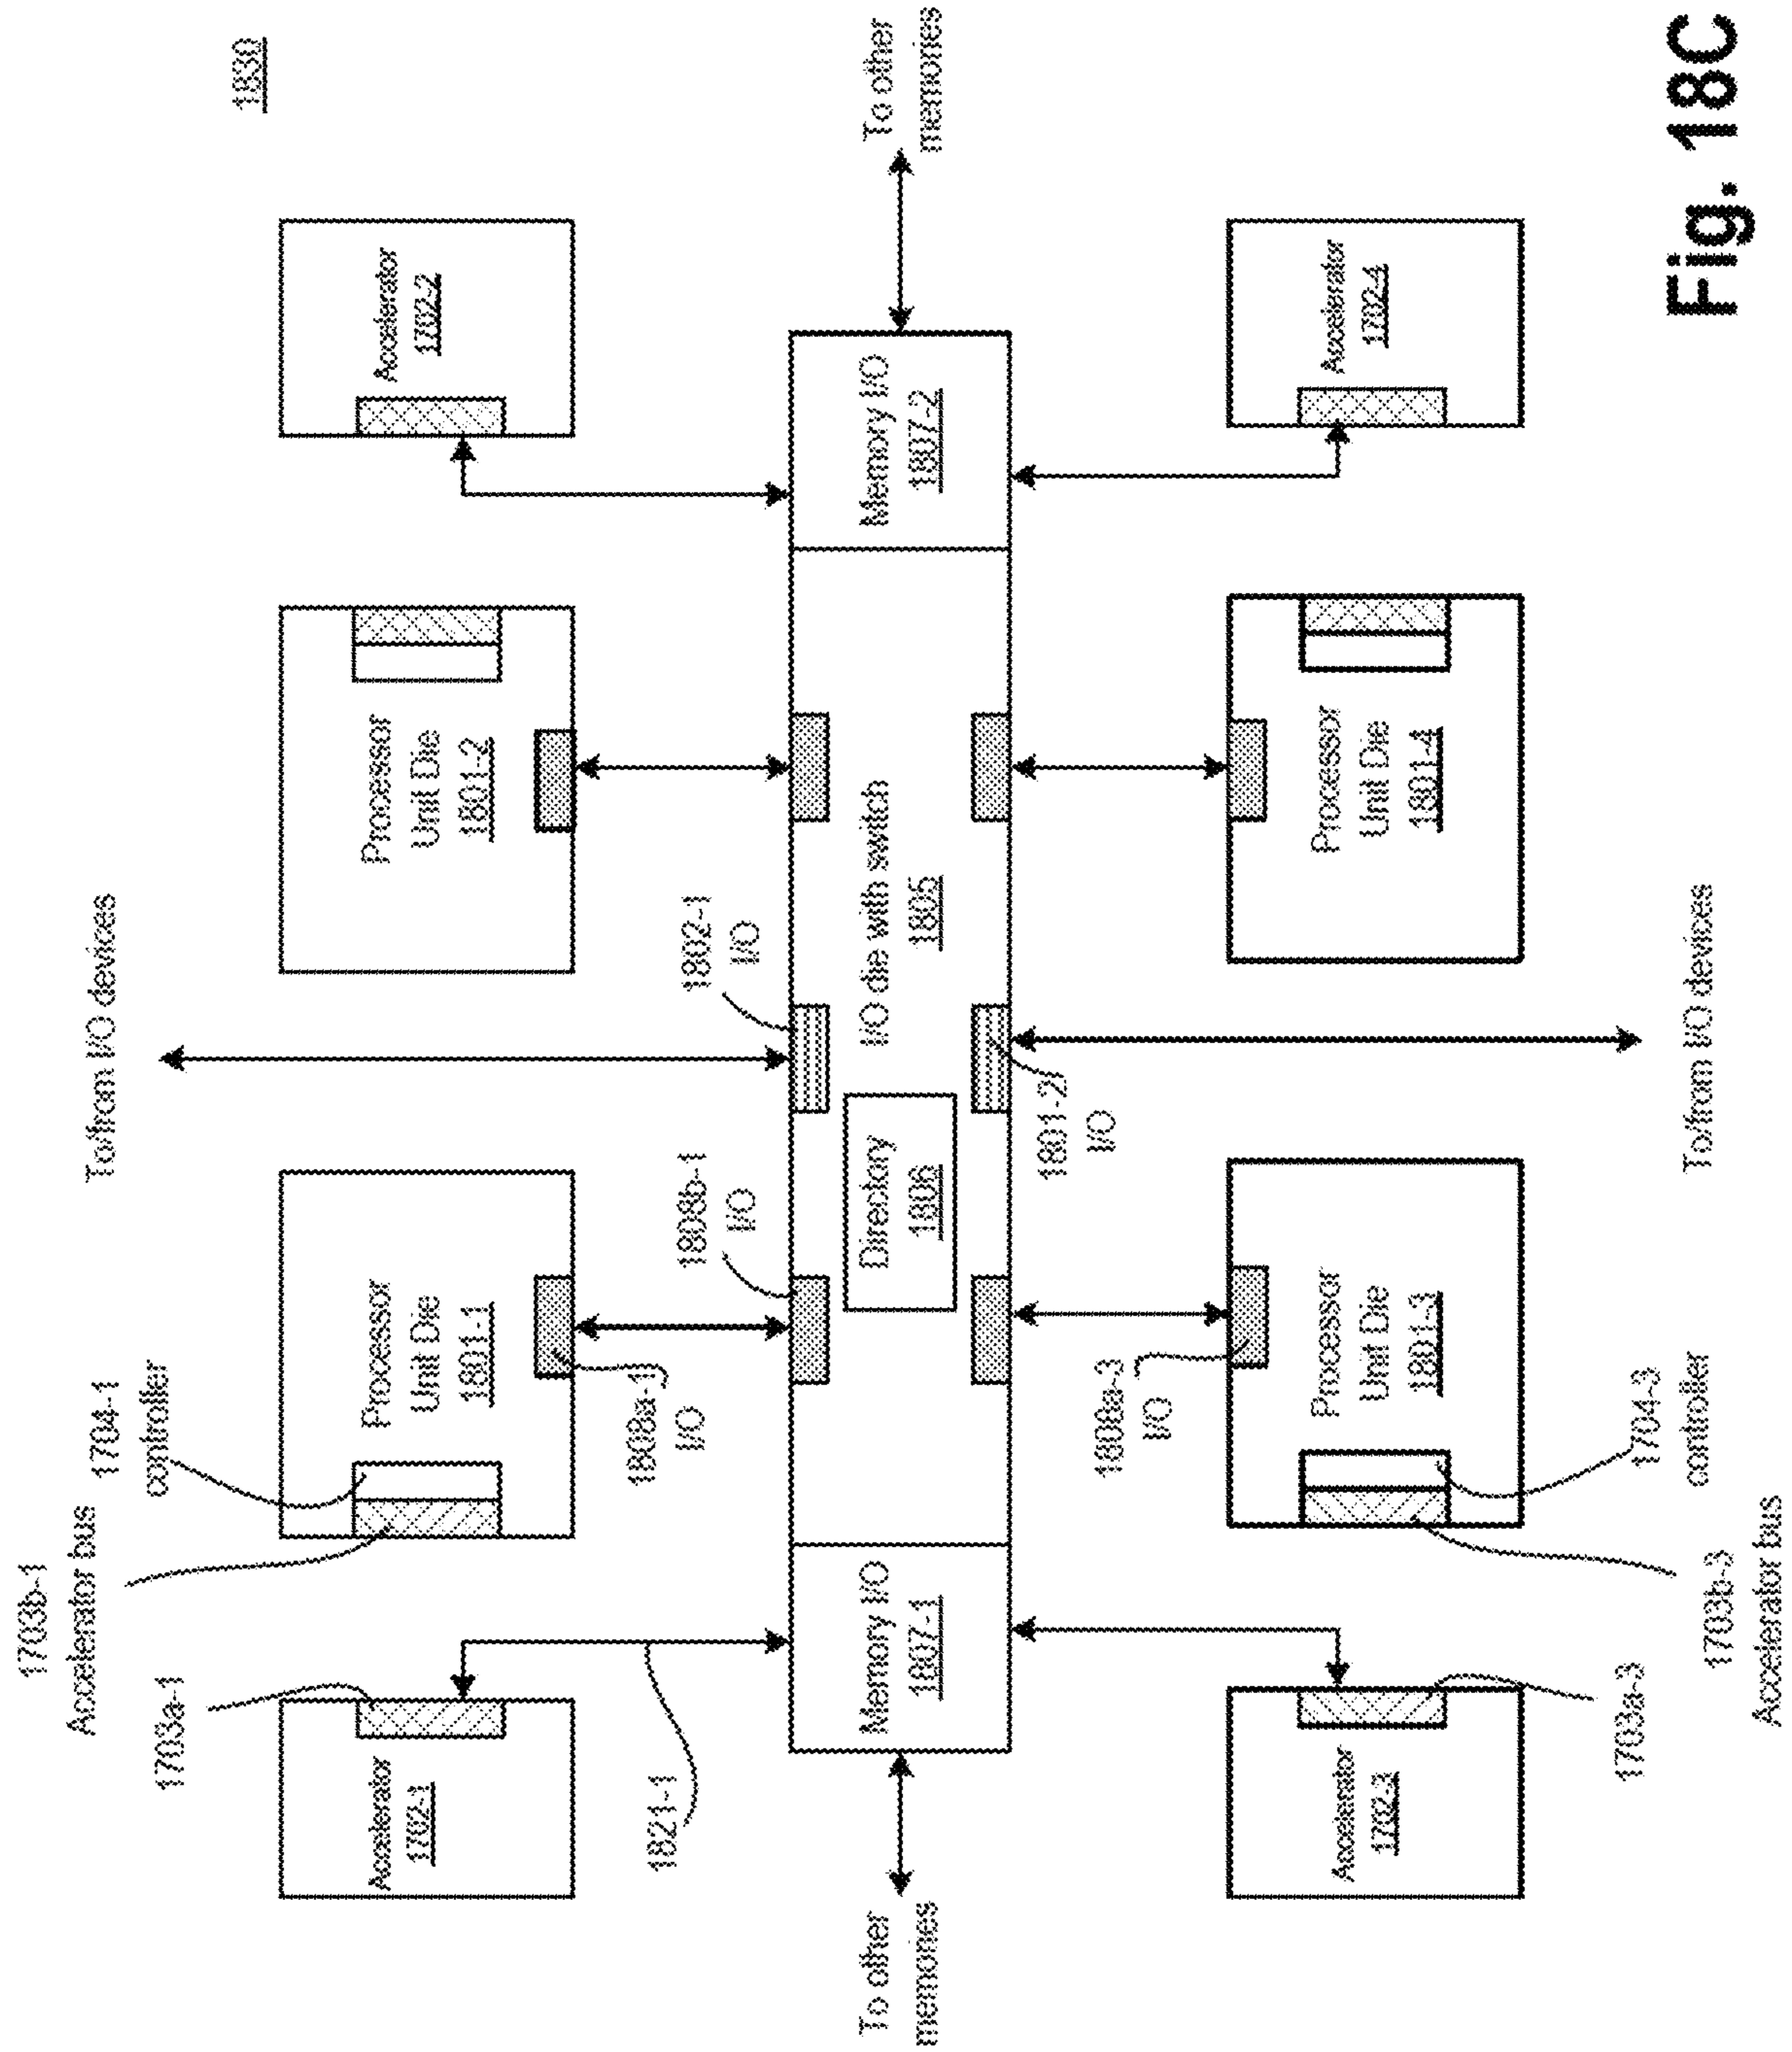 1830
To/from I/O devices
1703b-1
Accelerator bus
1704-1
controller
1703a-1
Accelerator
1702-1
Processor
Unit Die
1801-1
Processor
Unit Die
1801-2
Accelerator
1702-2
1821-1
1808a-1
I/O
1808b-1
I/O
1802-1
I/O
To other
memories
Memory I/O
1807-1
Directory
1806
I/O die with switch
1805
Memory I/O
1807-2
To other
memories
1808a-3
I/O
1801-2
I/O
Accelerator
1702-3
Processor
Unit Die
1801-3
Processor
Unit Die
1801-4
Accelerator
1702-4
1703a-3
1703b-3
Accelerator bus
1704-3
controller
To/from I/O devices
Fig. 18C